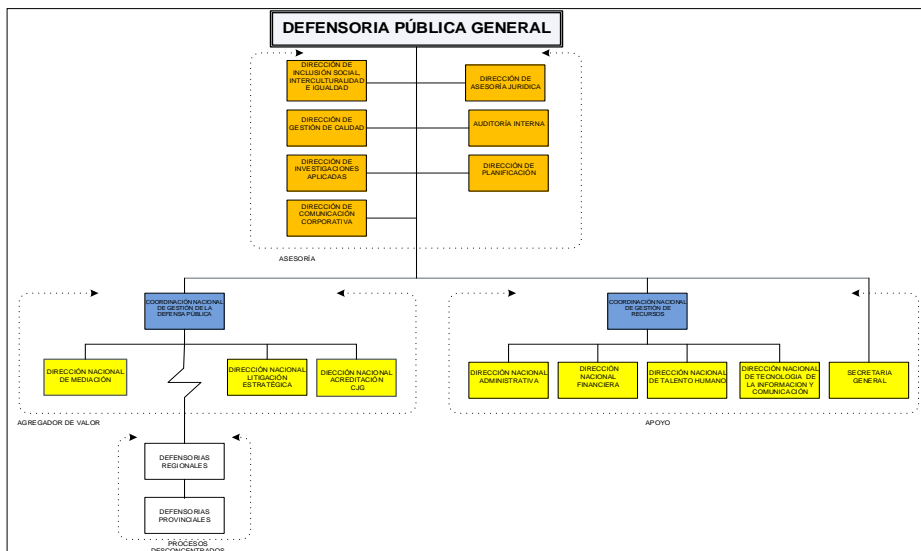 DEFENSORIA PÚBLICA GENERAL
DIRECCIÓN DE
INCLUSIÓN SOCIAL,
INTERCULTURALIDAD
E IGUALDAD
DIRECCIÓN DE
ASESORÍA JURIDICA
DIRECCIÓN DE
GESTIÓN DE CALIDAD
AUDITORÍA INTERNA
DIRECCIÓN DE
INVESTIGACIONES
APLICADAS
DIRECCIÓN DE
PLANIFICACIÓN
DIRECCIÓN DE
COMUNICACIÓN
CORPORATIVA
ASESORÍA
COORDINACIÓN NACIONAL
DE GESTIÓN DE LA
DEFENSA PÚBLICA
COORDINACIÓN NACIONAL
DE GESTIÓN DE
RECURSOS
DIRECCIÓN NACIONAL
DE MEDIACIÓN
DIRECCIÓN NACIONAL
LITIGACIÓN
ESTRATÉGICA
DIECCIÓN NACIONAL
ACREDITACIÓN
CJG
DIRECCIÓN NACIONAL
ADMINISTRATIVA
DIRECCIÓN
NACIONAL
FINANCIERA
DIRECCIÓN NACIONAL
DE TALENTO HUMANO
DIRECCIÓN NACIONAL
DE TECNOLOGIA DE
LA INFORMACION Y
COMUNICACIÓN
SECRETARIA
GENERAL
AGREGADOR DE VALOR
APOYO
DEFENSORIAS
REGIONALES
DEFENSORIAS
PROVINCIALES
PROCESOS
DESCONCENTRADOS